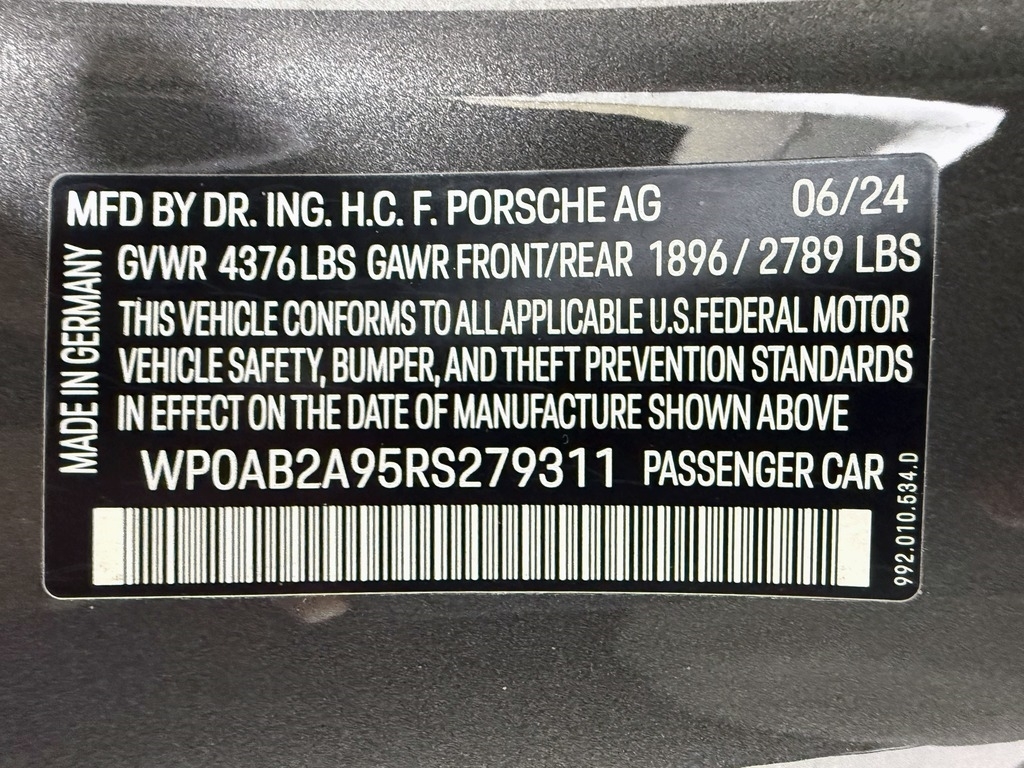 MFD BY DR. ING. H.C. F. PORSCHE AG 06/24
GVWR 4376 LBS GAWR FRONT/REAR 1896 / 2789 LBS
THIS VEHICLE CONFORMS TO ALL APPLICABLE U.S.FEDERAL MOTOR
VEHICLE SAFETY, BUMPER, AND THEFT PREVENTION STANDARDS
IN EFFECT ON THE DATE OF MANUFACTURE SHOWN ABOVE
WP0AB2A95RS279311 PASSENGER CAR
MADE IN GERMANY
992.010.534.D